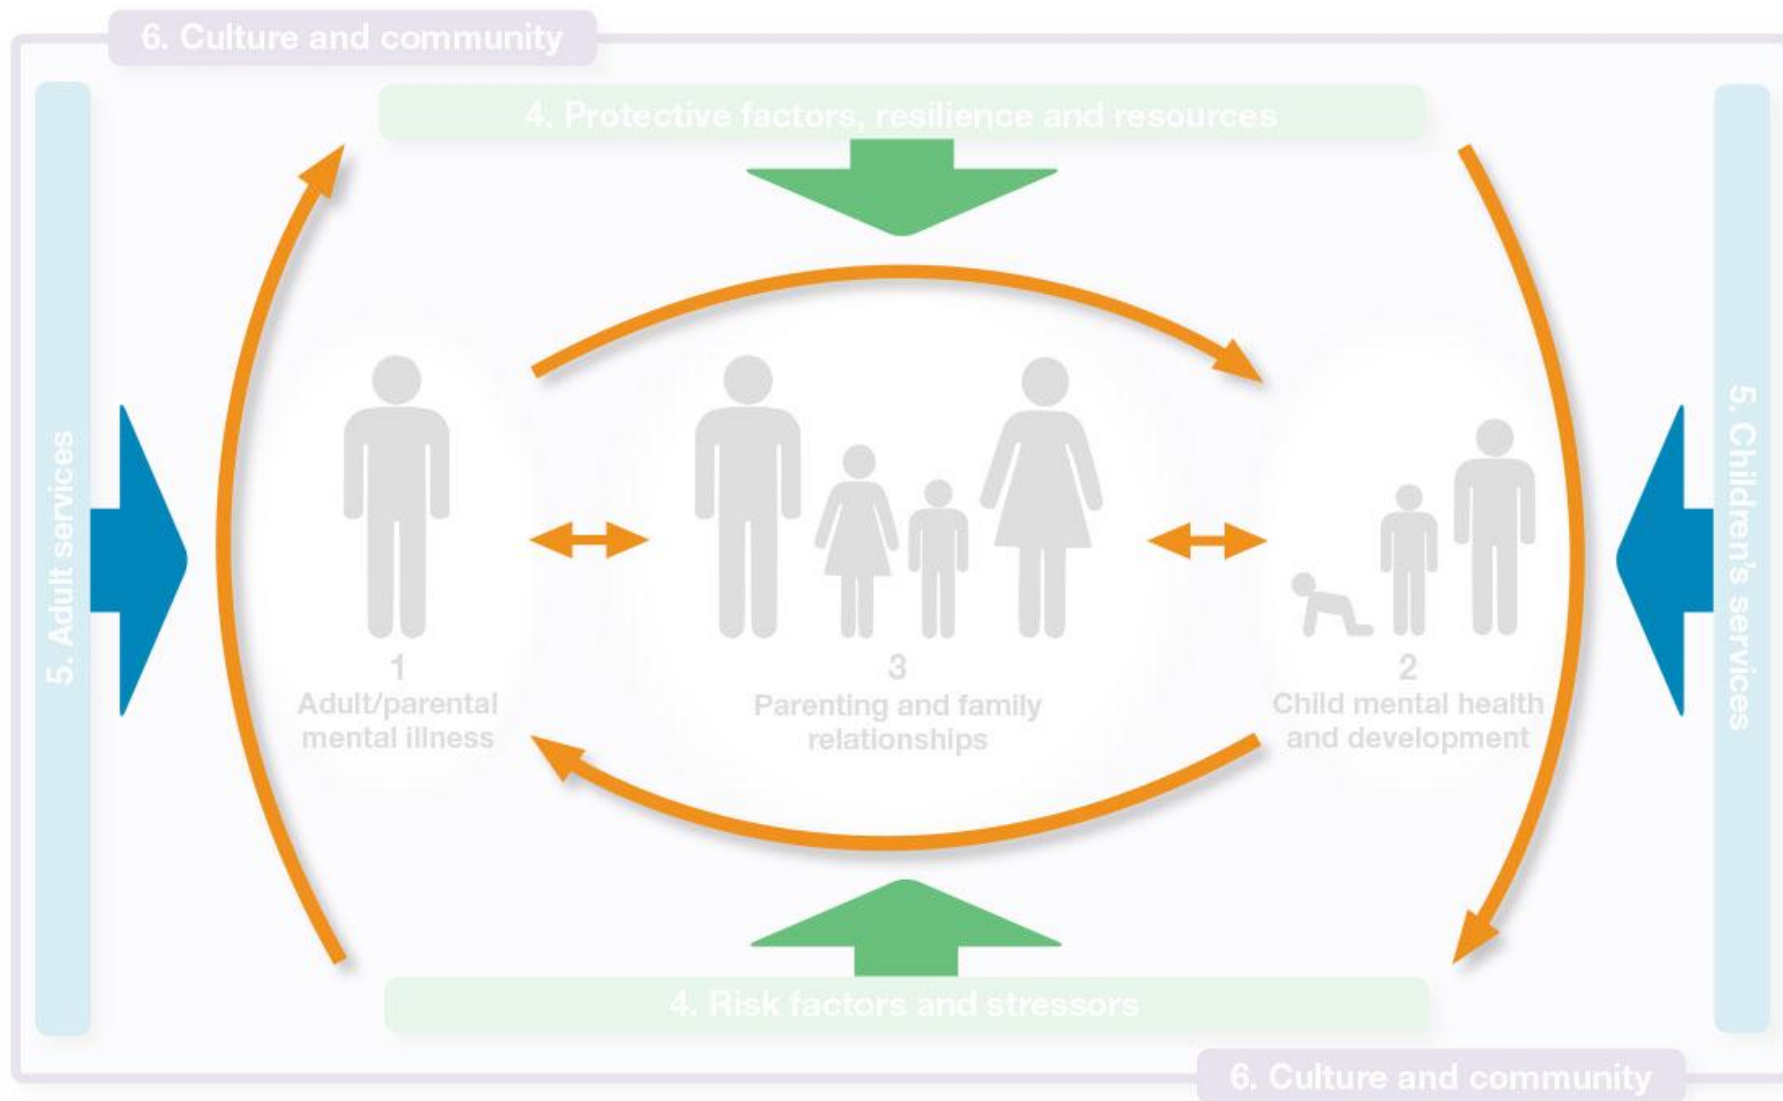 6. Culture and community
4. Protective factors, resilience and resources
5. Adult services
5. Children's services
1
Adult/parental
mental illness
3
Parenting and family
relationships
2
Child mental health
and development
4. Risk factors and stressors
6. Culture and community